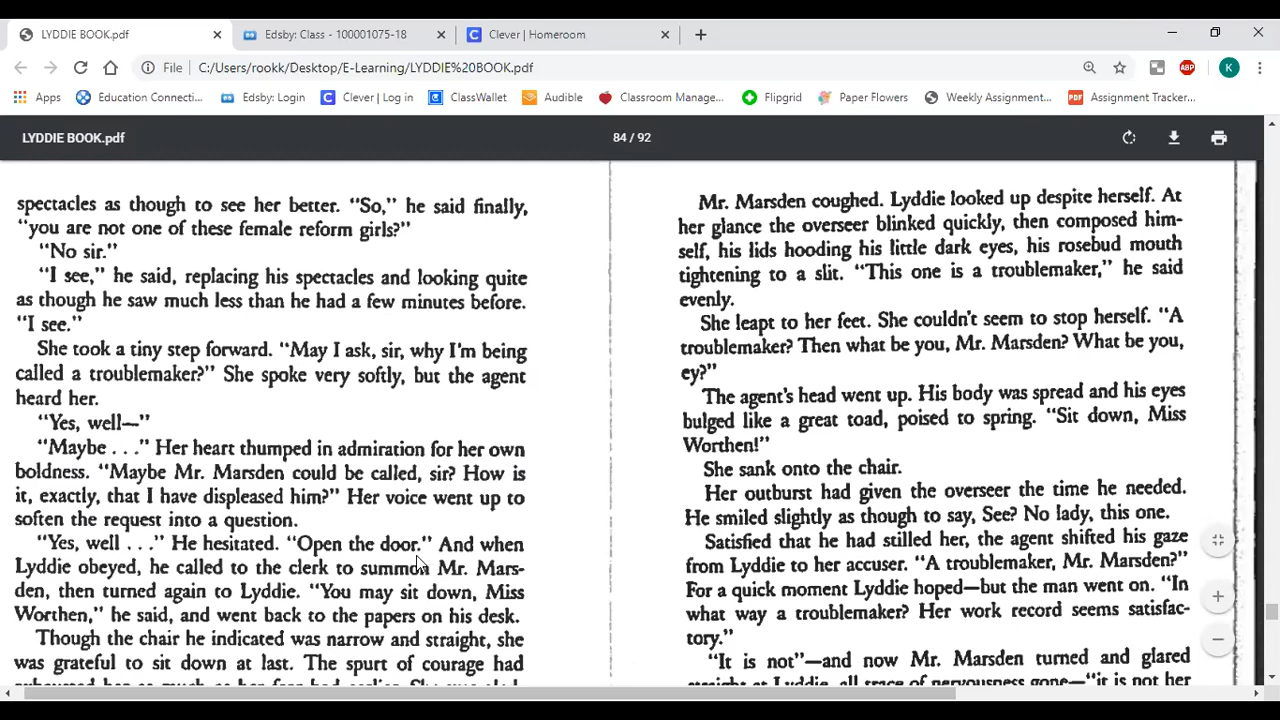 LYDDIE BOOK.pdf
Edsby: Class - 100001075-18
Clever | Homeroom
File
C:/Users/rookk/Desktop/E-Learning/LYDDIE%20BOOK.pdf
ABP
K
Apps
Education Connecti...
Edsby: Login
Clever | Log in
ClassWallet
Audible
Classroom Manage...
Flipgrid
Paper Flowers
Weekly Assignment...
PDF
Assignment Tracker...
LYDDIE BOOK.pdf
84 / 92
spectacles as though to see her better. “So,” he said finally,
“you are not one of these female reform girls?”
“No sir.”
“I see,” he said, replacing his spectacles and looking quite
as though he saw much less than he had a few minutes before.
“I see.”
She took a tiny step forward. “May I ask, sir, why I’m being
called a troublemaker?” She spoke very softly, but the agent
heard her.
“Yes, well—”
“Maybe . . .” Her heart thumped in admiration for her own
boldness. “Maybe Mr. Marsden could be called, sir? How is
it, exactly, that I have displeased him?” Her voice went up to
soften the request into a question.
“Yes, well . . .” He hesitated. “Open the door.” And when
Lyddie obeyed, he called to the clerk to summon Mr. Mars-
den, then turned again to Lyddie. “You may sit down, Miss
Worthen,” he said, and went back to the papers on his desk.
Though the chair he indicated was narrow and straight, she
was grateful to sit down at last. The spurt of courage had
Mr. Marsden coughed. Lyddie looked up despite herself. At
her glance the overseer blinked quickly, then composed him-
self, his lids hooding his little dark eyes, his rosebud mouth
tightening to a slit. “This one is a troublemaker,” he said
evenly.
She leapt to her feet. She couldn’t seem to stop herself. “A
troublemaker? Then what be you, Mr. Marsden? What be you,
ey?”
The agent’s head went up. His body was spread and his eyes
bulged like a great toad, poised to spring. “Sit down, Miss
Worthen!”
She sank onto the chair.
Her outburst had given the overseer the time he needed.
He smiled slightly as though to say, See? No lady, this one.
Satisfied that he had stilled her, the agent shifted his gaze
from Lyddie to her accuser. “A troublemaker, Mr. Marsden?”
For a quick moment Lyddie hoped—but the man went on. “In
what way a troublemaker? Her work record seems satisfac-
tory.”
“It is not”—and now Mr. Marsden turned and glared
straight at Lyddie, all trace of nervousness gone—“it is not her